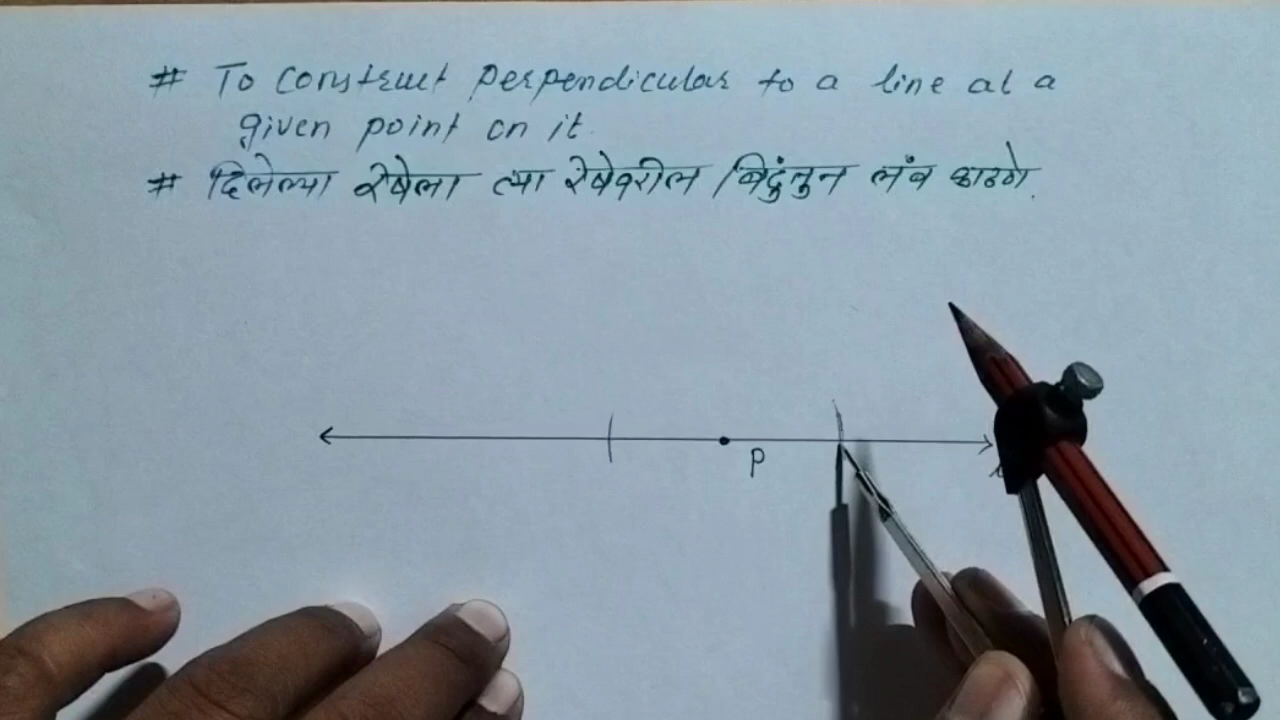 # To construct perpendicular to a line at a
given point on it.
# दिलेल्या रेषेला त्या रेषेवरील बिंदुंतुन लंब काढणे.
P